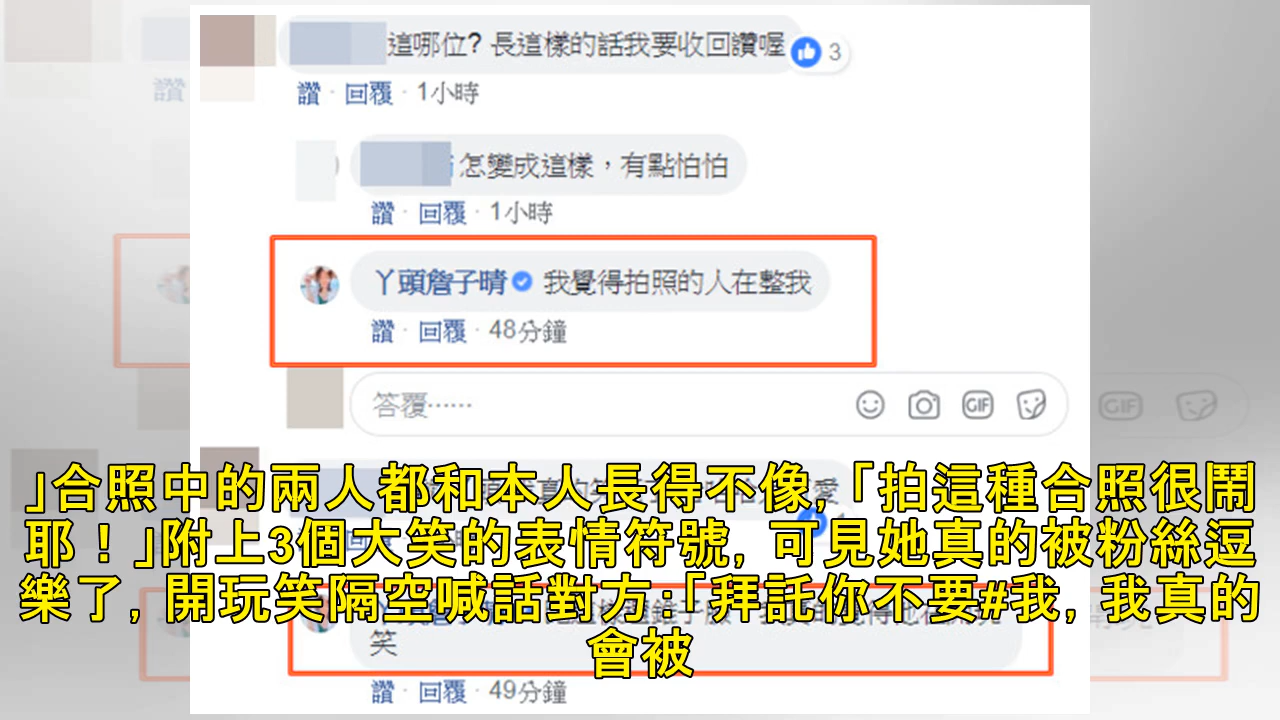 這哪位? 長這樣的話我要收回讚喔
3
讚 · 回覆 · 1小時
怎變成這樣，有點怕怕
讚 · 回覆 · 1小時
丫頭詹子晴 我覺得拍照的人在整我
讚 · 回覆 · 48分鐘
答覆……
GIF
」合照中的兩人都和本人長得不像,「拍這種合照很鬧
耶！」附上3個大笑的表情符號, 可見她真的被粉絲逗
樂了, 開玩笑隔空喊話對方:「拜託你不要#我, 我真的
會被
笑
讚 · 回覆 · 49分鐘